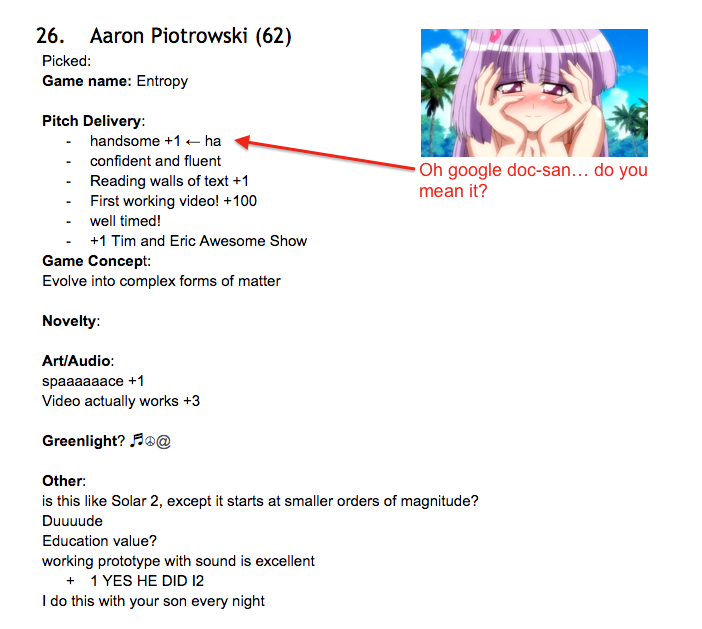 26. Aaron Piotrowski (62)
Picked:
Game name: Entropy
Pitch Delivery:
- handsome +1 ← ha
- confident and fluent
- Reading walls of text +1
- First working video! +100
- well timed!
- +1 Tim and Eric Awesome Show
Oh google doc-san... do you
mean it?
Game Concept:
Evolve into complex forms of matter
Novelty:
Art/Audio:
spaaaaaace +1
Video actually works +3
Greenlight? 🎵☮@
Other:
is this like Solar 2, except it starts at smaller orders of magnitude?
Duuuude
Education value?
working prototype with sound is excellent
+ 1 YES HE DID I2
I do this with your son every night